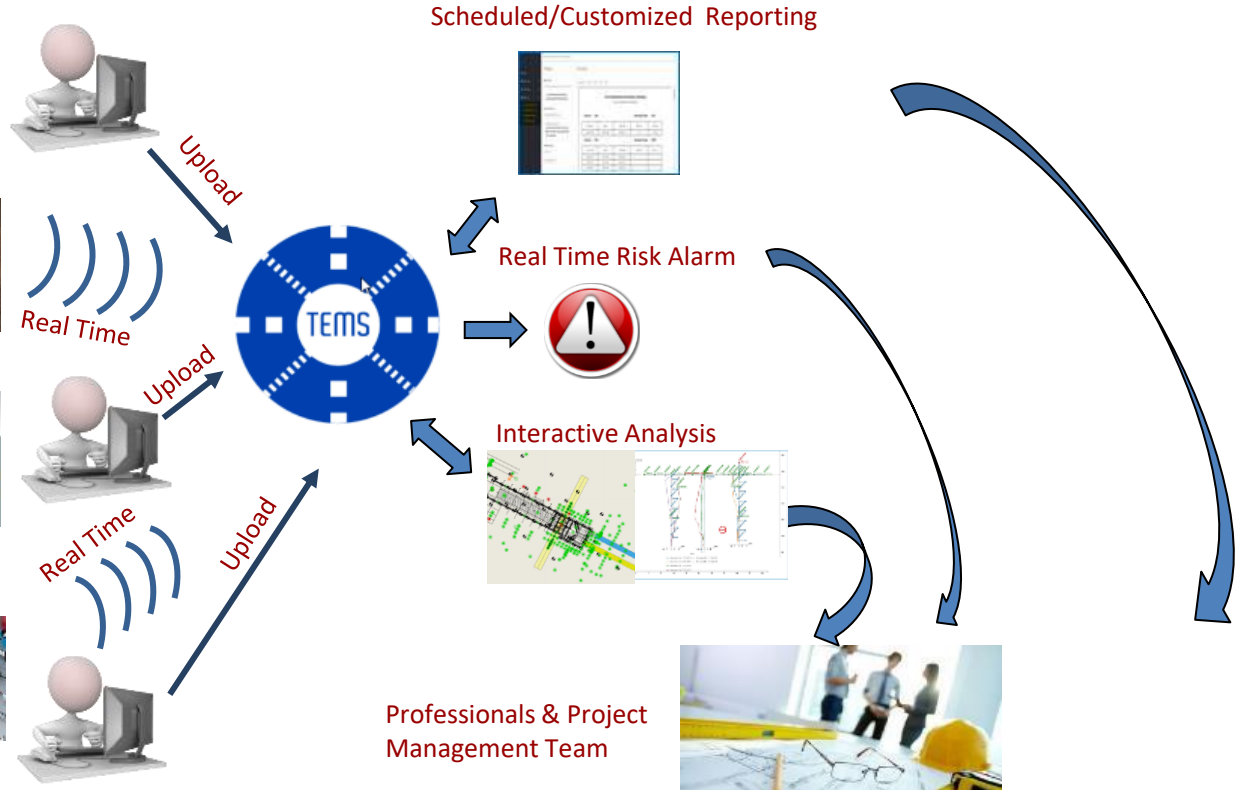 Scheduled/Customized Reporting
Upload
Real Time Risk Alarm
TEMS
Real Time
Upload
Interactive Analysis
Real Time
Upload
Professionals & Project
Management Team